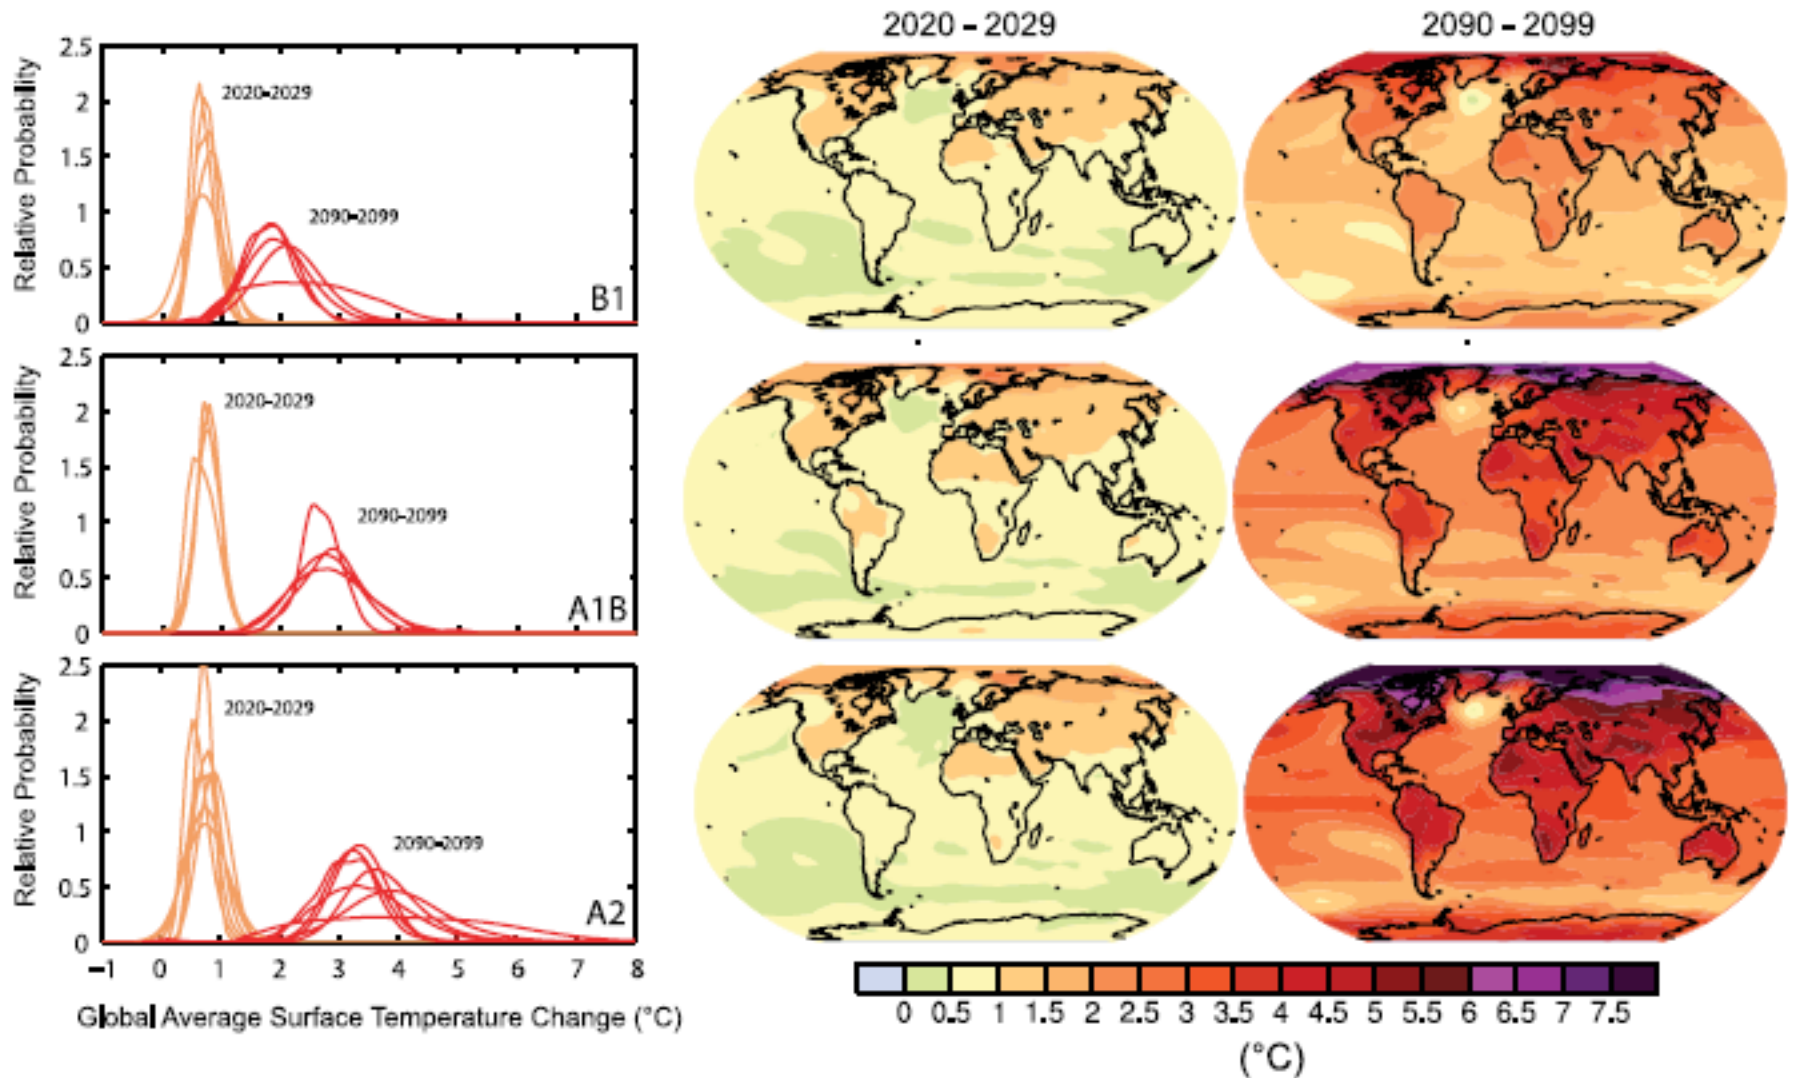 2020 – 2029
2090 – 2099
2.5
2
1.5
1
0.5
0
Relative Probability
2020-2029
2090-2099
B1
2.5
2
1.5
1
0.5
0
Relative Probability
2020-2029
2090-2099
A1B
2.5
2
1.5
1
0.5
0
Relative Probability
2020-2029
2090-2099
A2
−1 0 1 2 3 4 5 6 7 8
Global Average Surface Temperature Change (°C)
0 0.5 1 1.5 2 2.5 3 3.5 4 4.5 5 5.5 6 6.5 7 7.5
(°C)